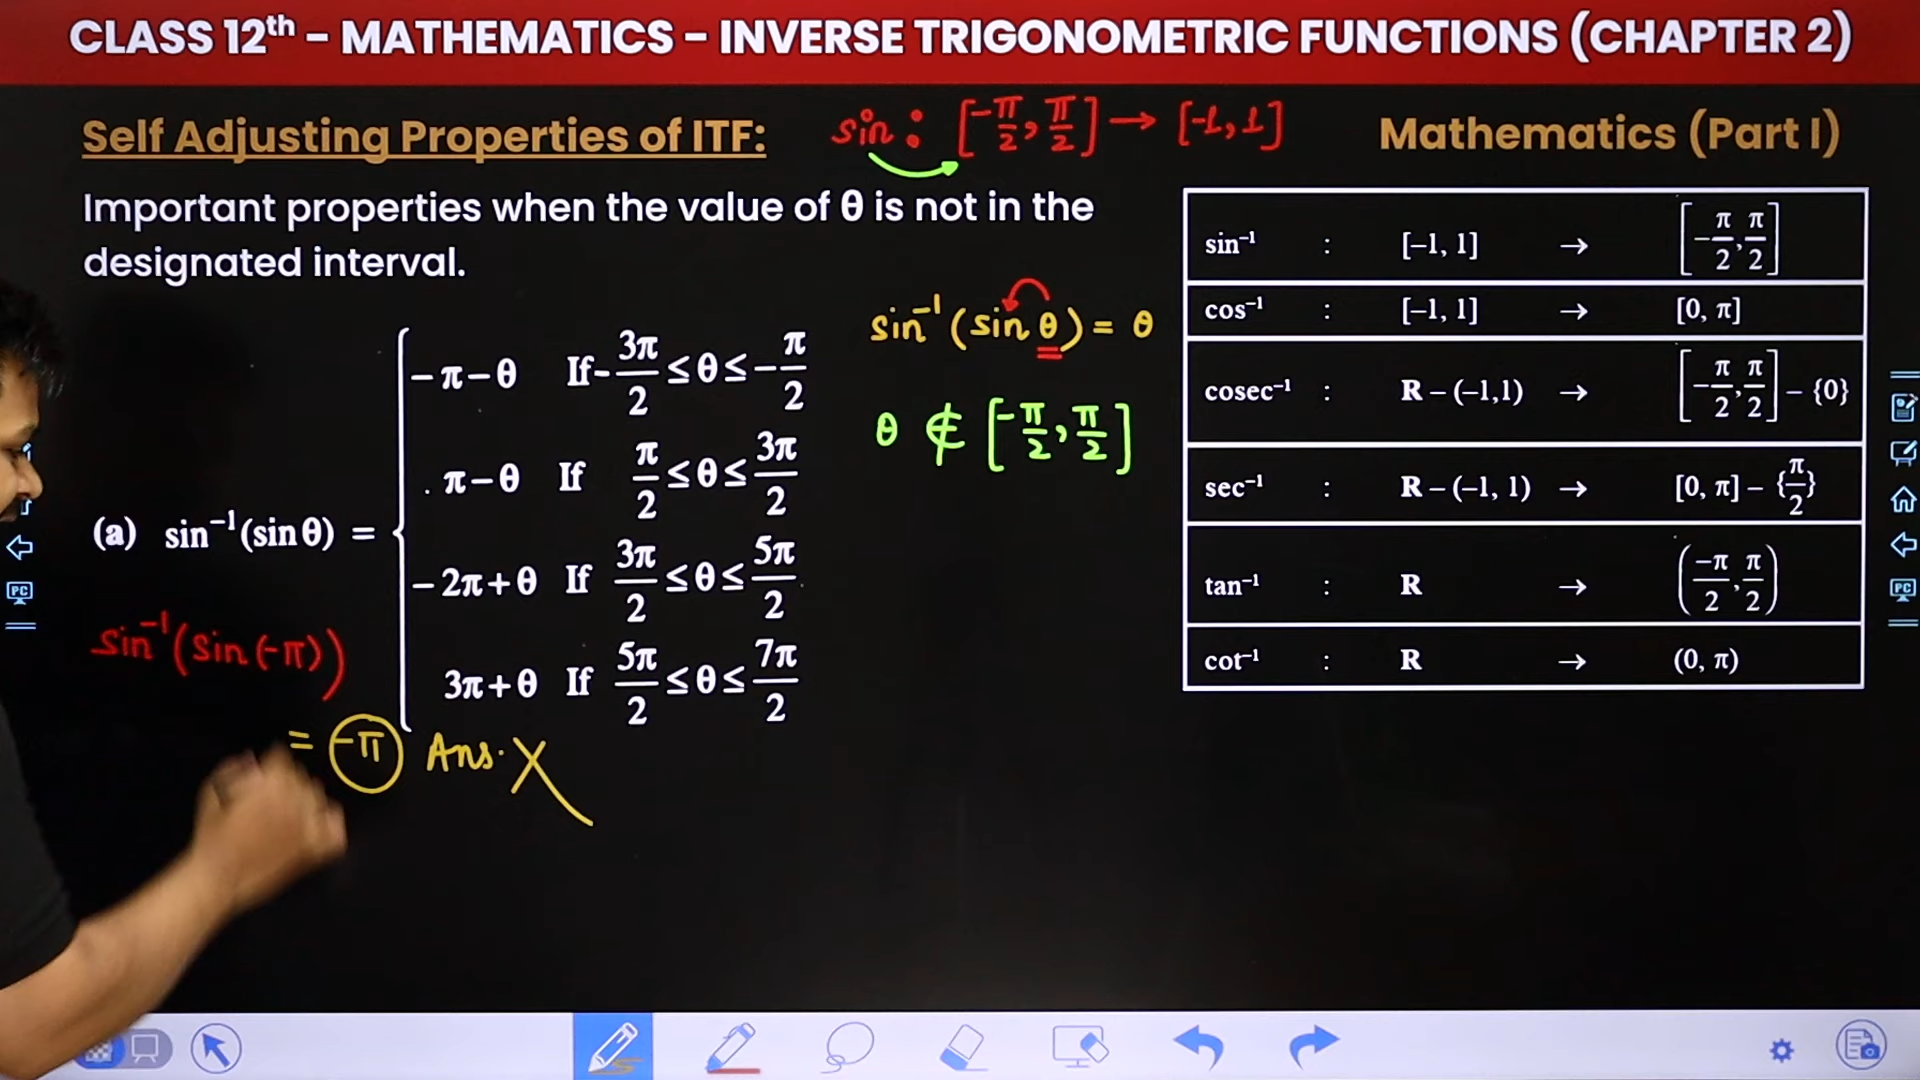 CLASS 12th – MATHEMATICS – INVERSE TRIGONOMETRIC FUNCTIONS (CHAPTER 2)
Self Adjusting Properties of ITF:
sin : [-π/2, π/2] → [-1, 1]
Mathematics (Part I)
Important properties when the value of θ is not in the
designated interval.
sin⁻¹(sin θ) = θ
θ ∉ [-π/2, π/2]
(a) sin⁻¹(sin θ) =
−π−θ If -3π/2 ≤ θ ≤ -π/2
. π−θ If π/2 ≤ θ ≤ 3π/2
−2π+θ If 3π/2 ≤ θ ≤ 5π/2
3π+θ If 5π/2 ≤ θ ≤ 7π/2
sin⁻¹(sin(-π))
= -π Ans. X
sin⁻¹ : [–1, 1] → [-π/2, π/2]
cos⁻¹ : [–1, 1] → [0, π]
cosec⁻¹ : R – (–1,1) → [-π/2, π/2] – {0}
sec⁻¹ : R – (–1, 1) → [0, π] – {π/2}
tan⁻¹ : R → (-π/2, π/2)
cot⁻¹ : R → (0, π)
PC
PC